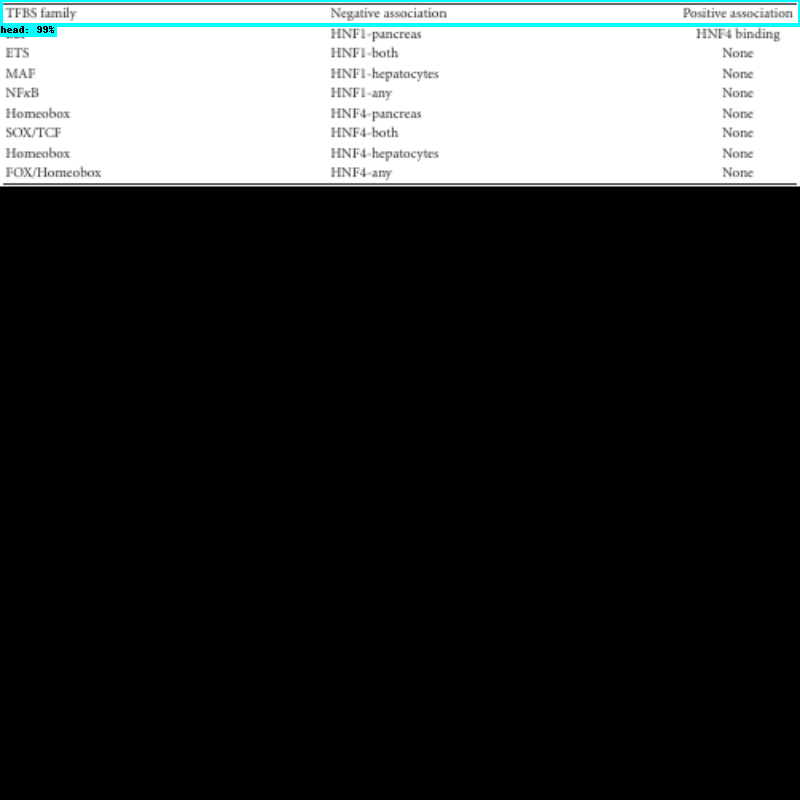 TFBS family Negative association Positive association
head: 99%
HNF1-pancreas HNF4 binding
ETS HNF1-both None
MAF HNF1-hepatocytes None
NFκB HNF1-any None
Homeobox HNF4-pancreas None
SOX/TCF HNF4-both None
Homeobox HNF4-hepatocytes None
FOX/Homeobox HNF4-any None